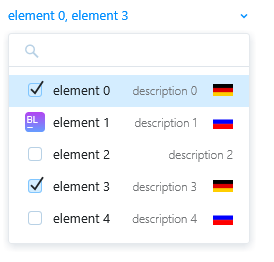 element 0, element 3
element 0 description 0
BL element 1 description 1
element 2 description 2
element 3 description 3
element 4 description 4